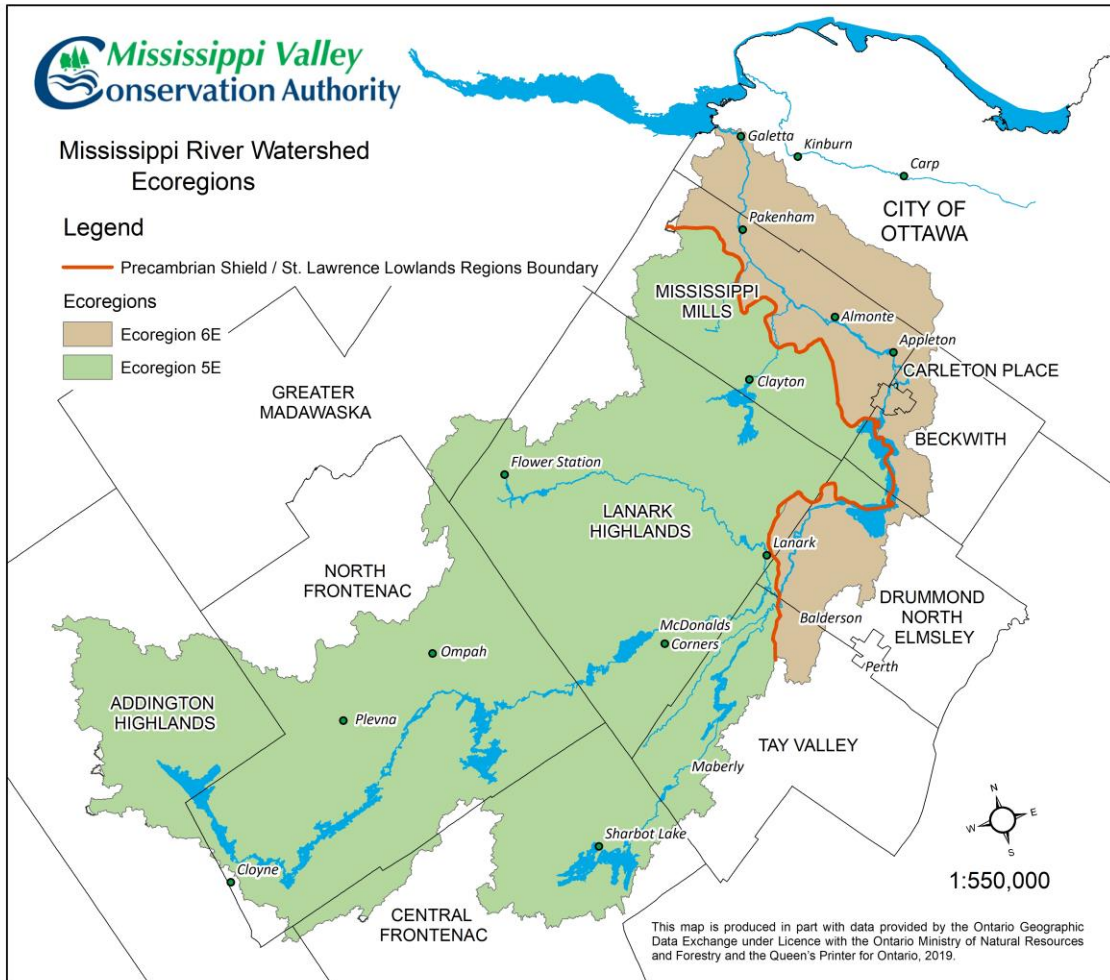 Mississippi Valley
Conservation Authority
Mississippi River Watershed
Ecoregions
Legend
Precambrian Shield / St. Lawrence Lowlands Regions Boundary
Ecoregions
Ecoregion 6E
Ecoregion 5E
Galetta
Kinburn
Carp
CITY OF
OTTAWA
Pakenham
MISSISSIPPI
MILLS
Almonte
Appleton
CARLETON PLACE
Clayton
GREATER
MADAWASKA
BECKWITH
Flower Station
LANARK
HIGHLANDS
Lanark
NORTH
FRONTENAC
DRUMMOND
NORTH
ELMSLEY
Balderson
Perth
McDonalds
Corners
Ompah
ADDINGTON
HIGHLANDS
Plevna
TAY VALLEY
Maberly
Sharbot Lake
Cloyne
CENTRAL
FRONTENAC
N
W E
S
1:550,000
This map is produced in part with data provided by the Ontario Geographic
Data Exchange under Licence with the Ontario Ministry of Natural Resources
and Forestry and the Queen's Printer for Ontario, 2019.